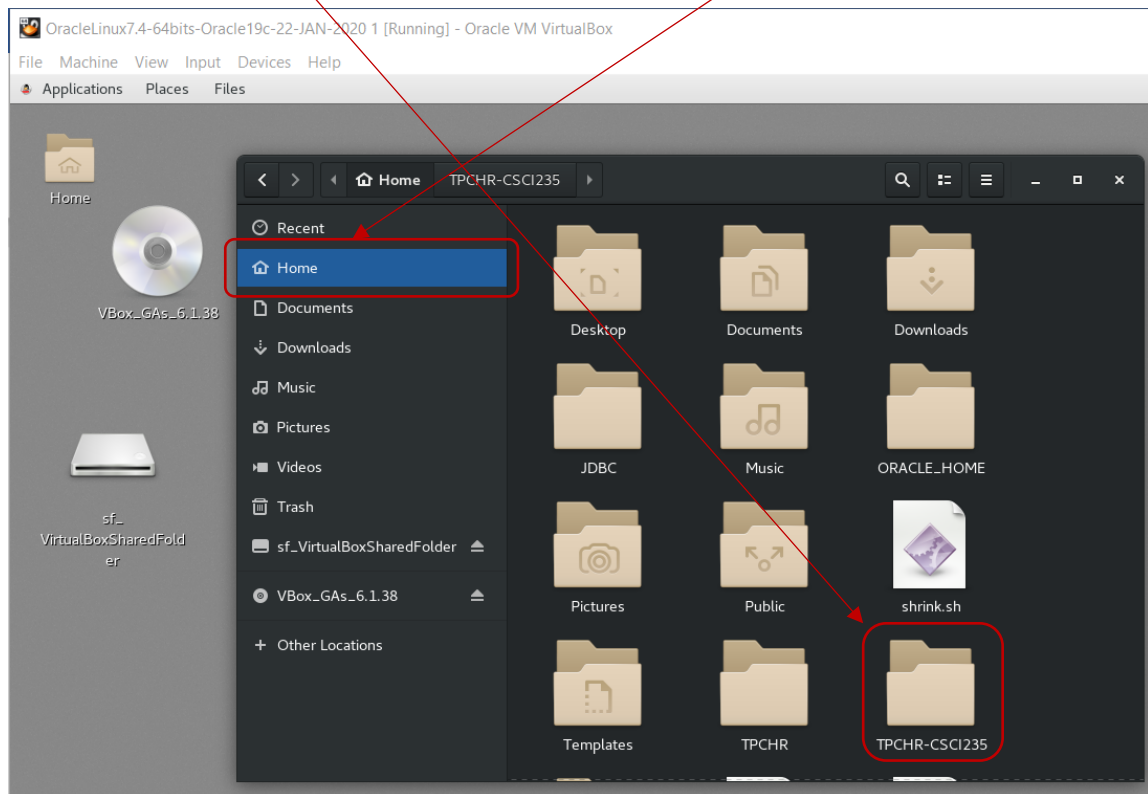 OracleLinux7.4-64bits-Oracle19c-22-JAN-2020 1 [Running] - Oracle VM VirtualBox
File Machine View Input Devices Help
Applications Places Files
Home
VBox_GAs_6.1.38
sf_
VirtualBoxSharedFold
er
Home TPCHR-CSCI235
Recent
Home
Documents
Downloads
Music
Pictures
Videos
Trash
sf_VirtualBoxSharedFolder
VBox_GAs_6.1.38
+ Other Locations
Desktop Documents Downloads
JDBC Music ORACLE_HOME
Pictures Public shrink.sh
Templates TPCHR TPCHR-CSCI235